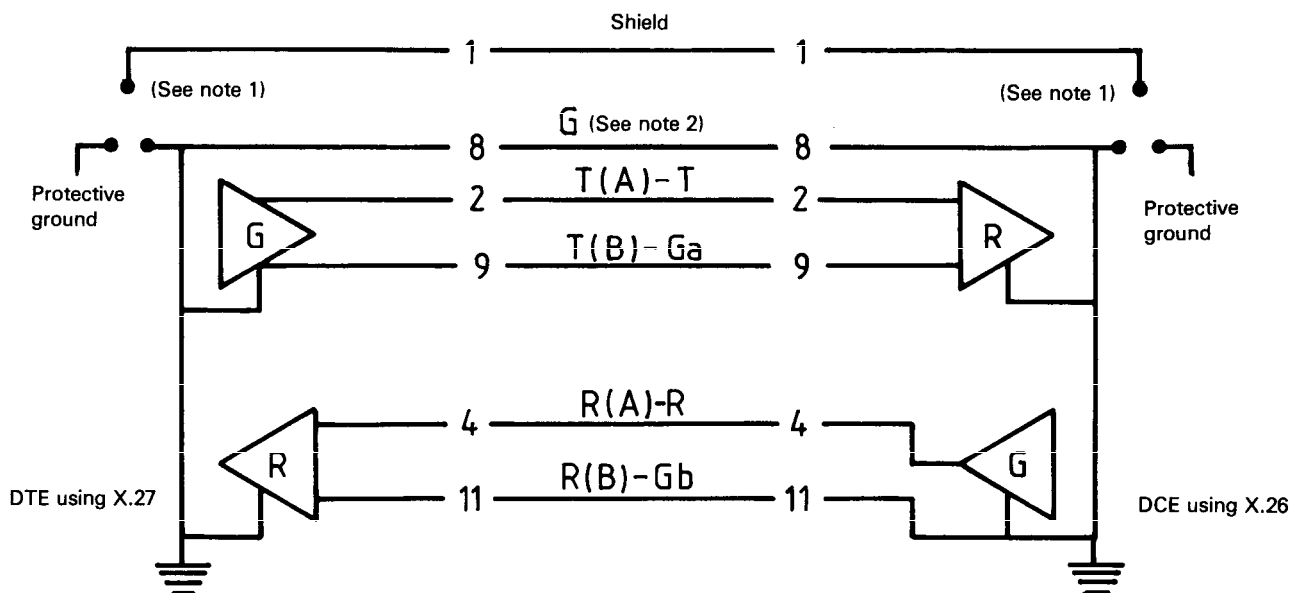 Shield
1 1
(See note 1) (See note 1)
G (See note 2)
8 8
Protective
ground
Protective
ground
T(A)-T
2 2
G R
T(B)-Ga
9 9
R(A)-R
4 4
R G
R(B)-Gb
11 11
DTE using X.27 DCE using X.26